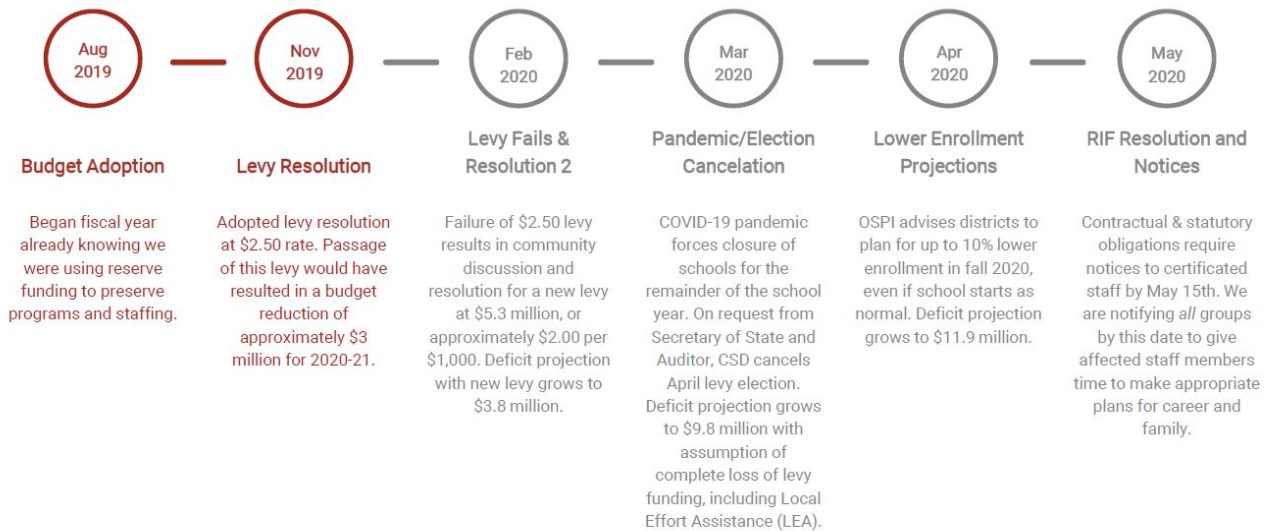 Aug
2019
Nov
2019
Feb
2020
Mar
2020
Apr
2020
May
2020
Budget Adoption
Began fiscal year
already knowing we
were using reserve
funding to preserve
programs and staffing.
Levy Resolution
Adopted levy resolution
at $2.50 rate. Passage
of this levy would have
resulted in a budget
reduction of
approximately $3
million for 2020-21.
Levy Fails &
Resolution 2
Failure of $2.50 levy
results in community
discussion and
resolution for a new levy
at $5.3 million, or
approximately $2.00 per
$1,000. Deficit projection
with new levy grows to
$3.8 million.
Pandemic/Election
Cancelation
COVID-19 pandemic
forces closure of
schools for the
remainder of the school
year. On request from
Secretary of State and
Auditor, CSD cancels
April levy election.
Deficit projection grows
to $9.8 million with
assumption of
complete loss of levy
funding, including Local
Effort Assistance (LEA).
Lower Enrollment
Projections
OSPI advises districts to
plan for up to 10% lower
enrollment in fall 2020,
even if school starts as
normal. Deficit projection
grows to $11.9 million.
RIF Resolution and
Notices
Contractual & statutory
obligations require
notices to certificated
staff by May 15th. We
are notifying all groups
by this date to give
affected staff members
time to make appropriate
plans for career and
family.